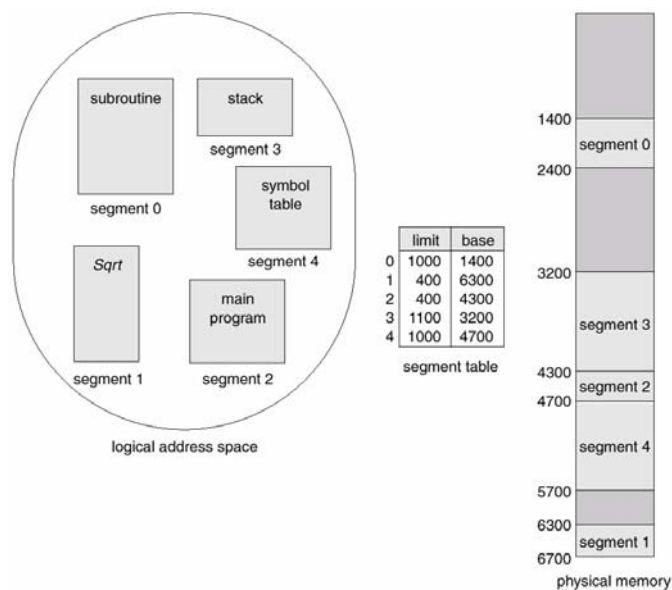 subroutine
segment 0
stack
segment 3
symbol
table
segment 4
Sqrt
segment 1
main
program
segment 2
logical address space
limit base
0 1000 1400
1 400 6300
2 400 4300
3 1100 3200
4 1000 4700
segment table
1400
segment 0
2400
3200
segment 3
4300
segment 2
4700
segment 4
5700
6300
segment 1
6700
physical memory